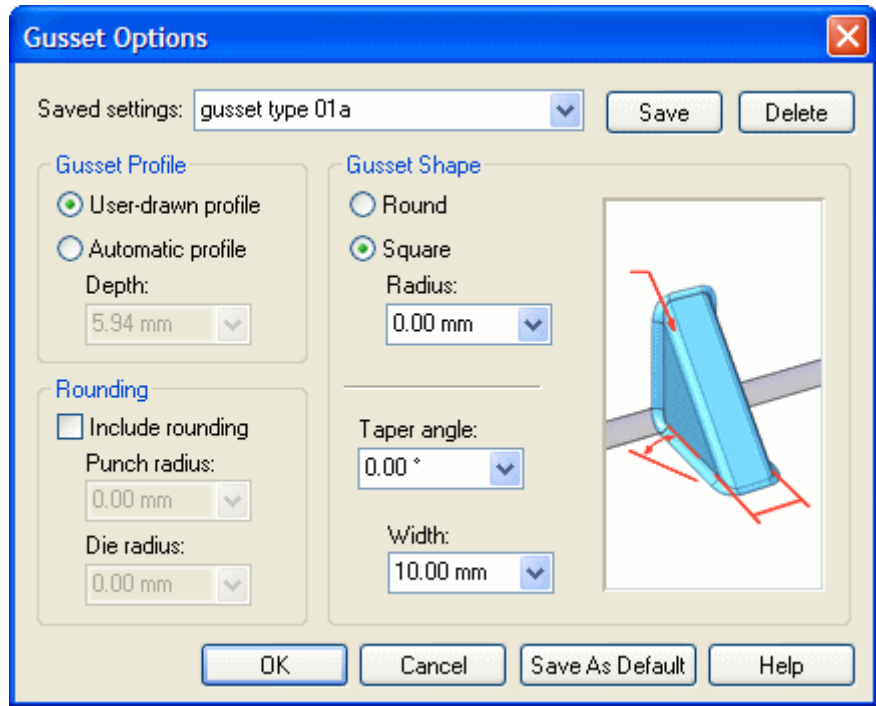 Gusset Options
Saved settings: gusset type 01a Save Delete
Gusset Profile
User-drawn profile
Automatic profile
Depth:
5.94 mm
Rounding
Include rounding
Punch radius:
0.00 mm
Die radius:
0.00 mm
Gusset Shape
Round
Square
Radius:
0.00 mm
Taper angle:
0.00 °
Width:
10.00 mm
OK Cancel Save As Default Help